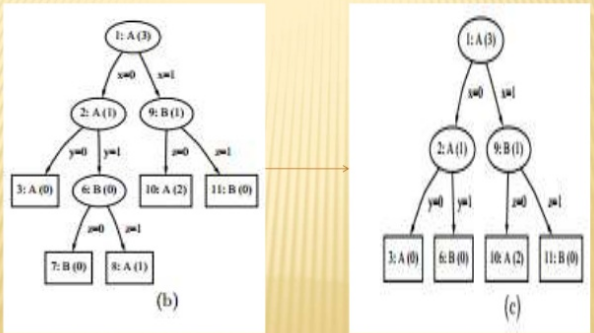 1: A (3)
x=0 x=1
2: A (1) 9: B (1)
y=0 y=1 z=0 z=1
3: A (0) 6: B (0) 10: A (2) 11: B (0)
z=0 z=1
7: B (0) 8: A (1)
(b)
1: A (3)
x=0 x=1
2: A (1) 9: B (1)
y=0 y=1 z=0 z=1
3: A (0) 6: B (0) 10: A (2) 11: B (0)
(c)